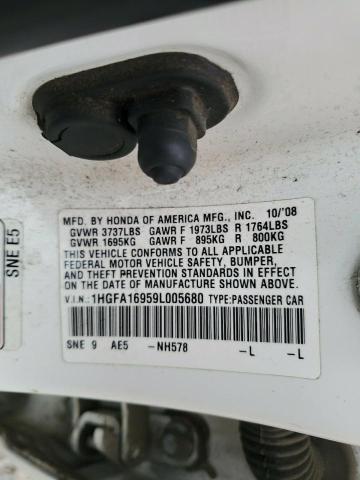 MFD. BY HONDA OF AMERICA MFG., INC. 10/'08
GVWR 3737LBS GAWR F 1973LBS R 1764LBS
GVWR 1695KG GAWR F 895KG R 800KG
THIS VEHICLE CONFORMS TO ALL APPLICABLE
FEDERAL MOTOR VEHICLE SAFETY, BUMPER,
AND THEFT PREVENTION STANDARDS IN EFFECT
ON THE DATE OF MANUFACTURE SHOWN ABOVE.
V.I.N.: 1HGFA16959L005680 TYPE:PASSENGER CAR
SNE 9 AE5 -NH578 -L -L
SNE E5